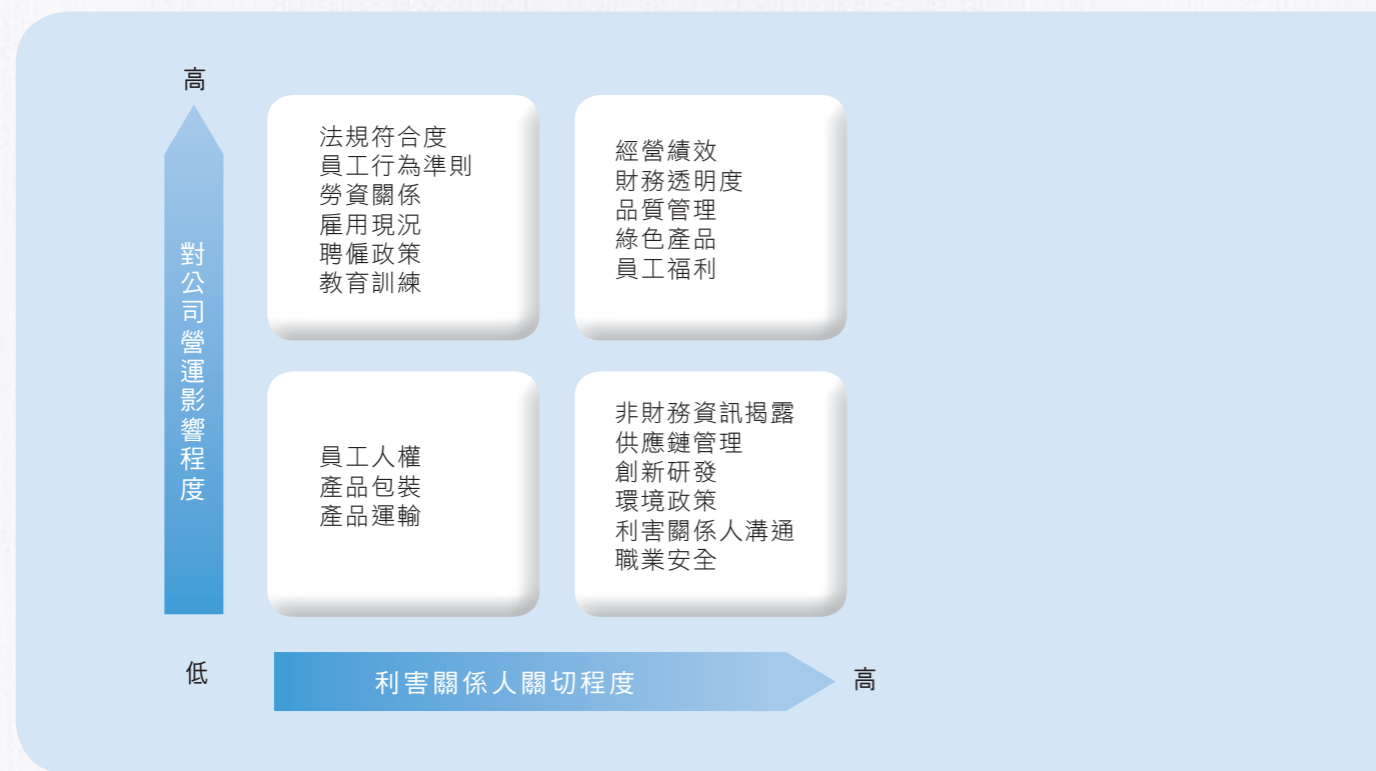 高
對公司營運影響程度
法規符合度
員工行為準則
勞資關係
雇用現況
聘僱政策
教育訓練
經營績效
財務透明度
品質管理
綠色產品
員工福利
員工人權
產品包裝
產品運輸
非財務資訊揭露
供應鏈管理
創新研發
環境政策
利害關係人溝通
職業安全
低
利害關係人關切程度
高